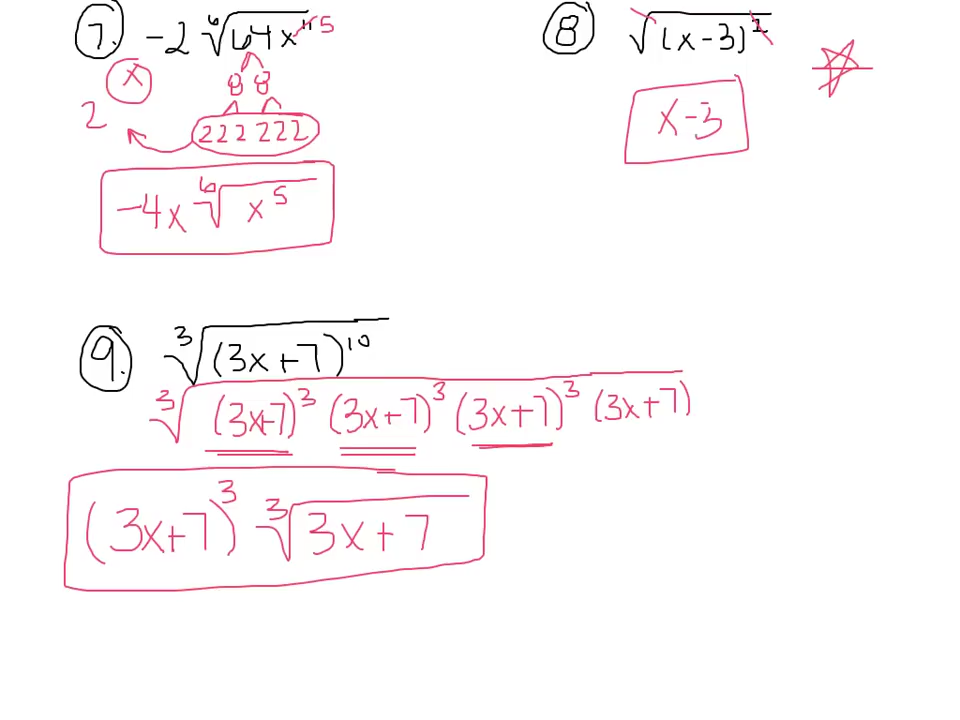 7. -2 ⁶√64x¹¹ 5
x
8 8
2
222 222
-4x ⁶√x⁵
8 √(x-3)²
x-3
9. ³√(3x+7)¹⁰
³√(3x+7)³ (3x+7)³ (3x+7)³ (3x+7)
(3x+7)³ ³√3x+7